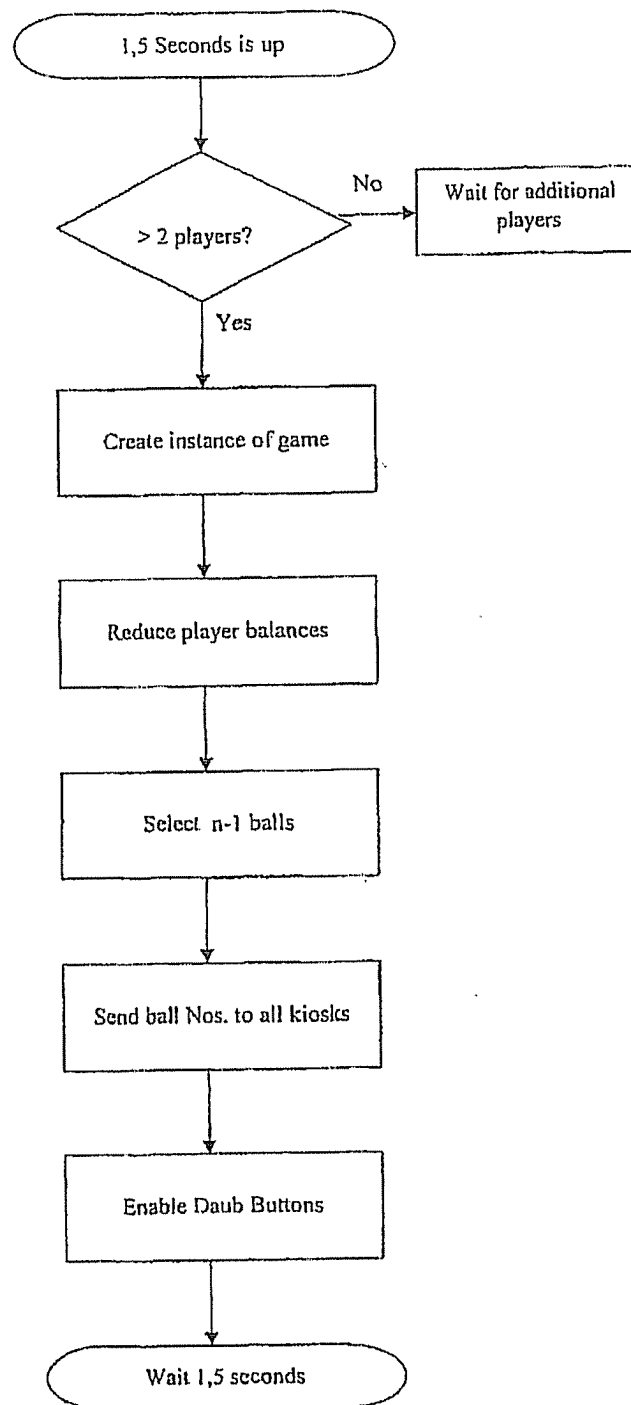 1,5 Seconds is up
> 2 players?
No
Wait for additional
players
Yes
Create instance of game
Reduce player balances
Select n-1 balls
Send ball Nos. to all kiosks
Enable Daub Buttons
Wait 1,5 seconds